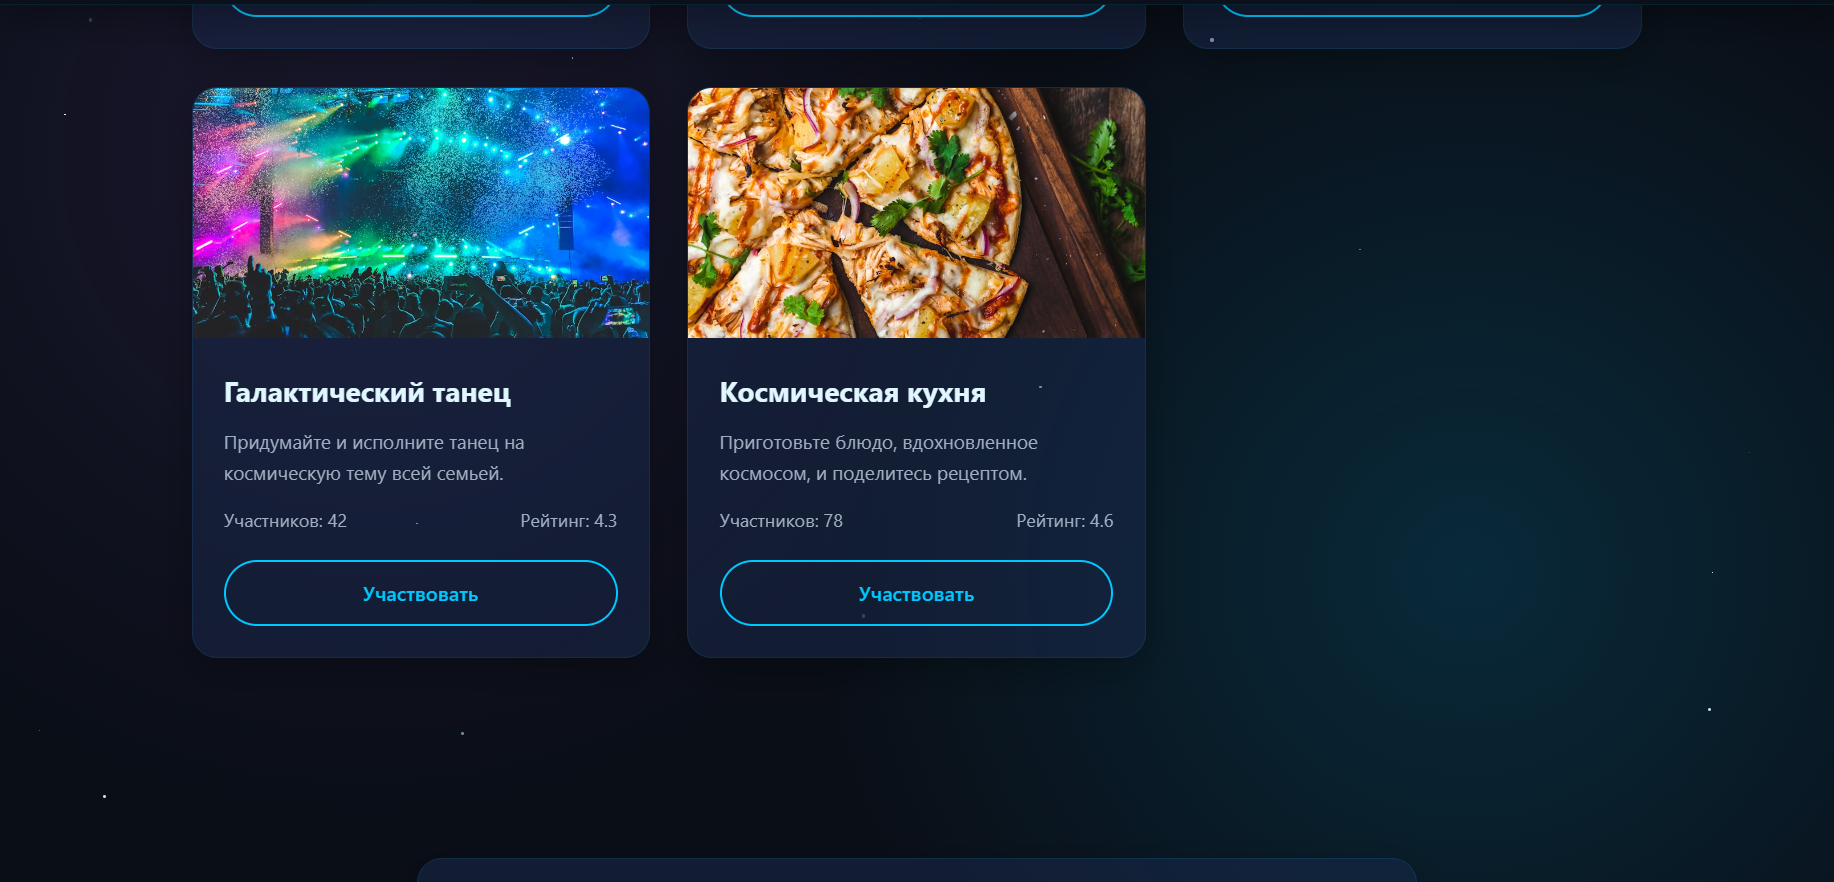 Галактический танец
Придумайте и исполните танец на
космическую тему всей семьей.
Участников: 42
Рейтинг: 4.3
Участвовать
Космическая кухня
Приготовьте блюдо, вдохновленное
космосом, и поделитесь рецептом.
Участников: 78
Рейтинг: 4.6
Участвовать